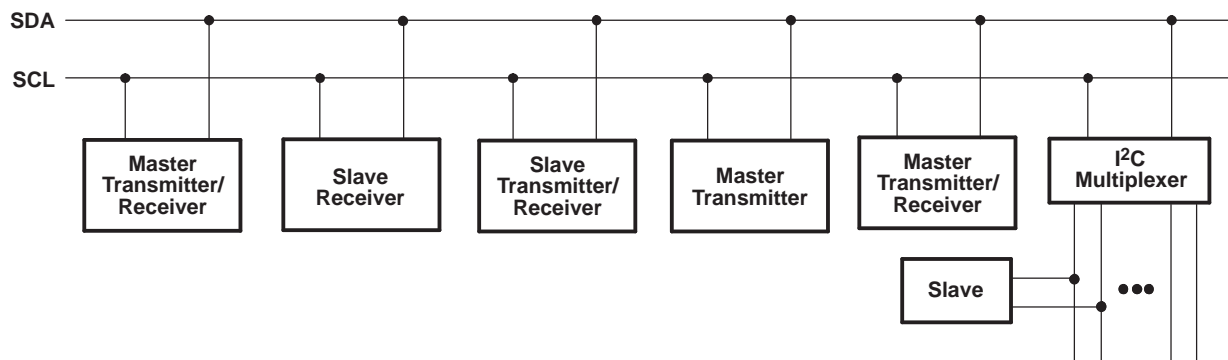 SDA
SCL
Master
Transmitter/
Receiver
Slave
Receiver
Slave
Transmitter/
Receiver
Master
Transmitter
Master
Transmitter/
Receiver
I²C
Multiplexer
Slave